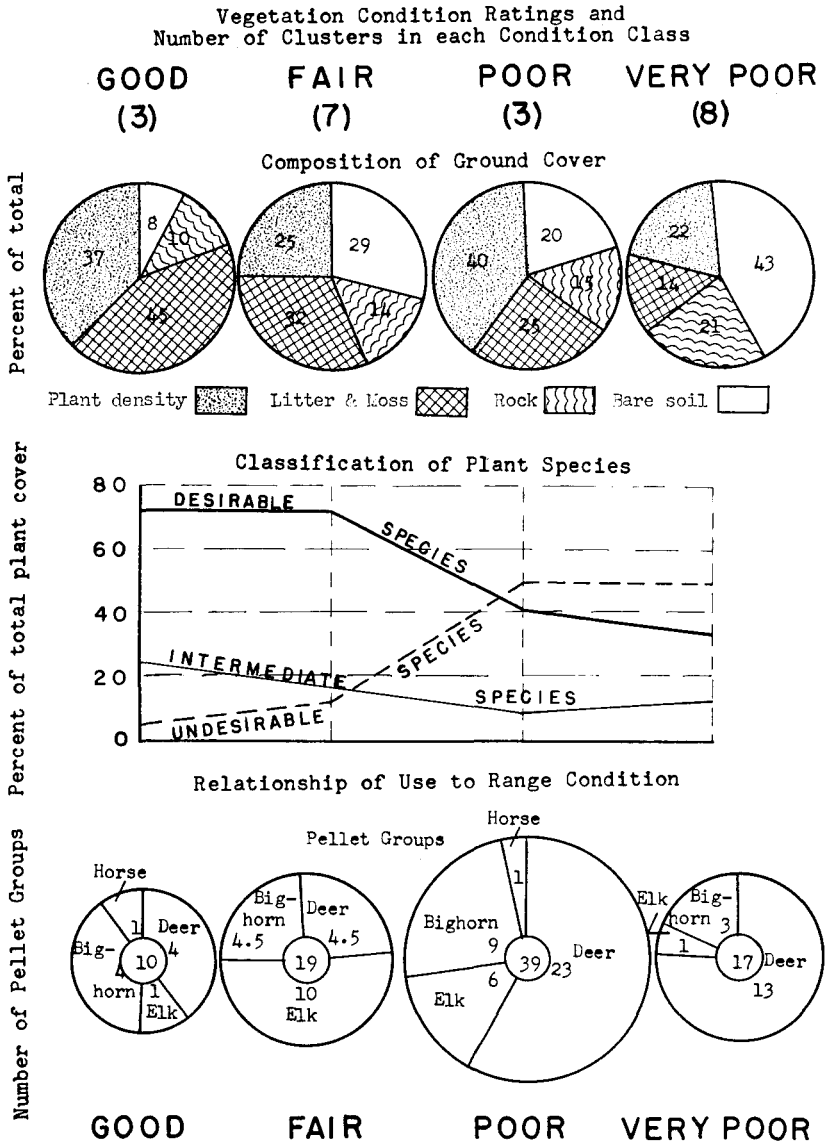 Vegetation Condition Ratings and
Number of Clusters in each Condition Class
GOOD FAIR POOR VERY POOR
(3) (7) (3) (8)
Composition of Ground Cover
Percent of total
37 8 10 45
25 29 14 32
40 20 15 25
22 43 21 14
Plant density Litter & Moss Rock Bare soil
Classification of Plant Species
Percent of total plant cover
80
60
40
20
0
DESIRABLE SPECIES
INTERMEDIATE SPECIES
UNDESIRABLE SPECIES
Relationship of Use to Range Condition
Number of Pellet Groups
Pellet Groups
Horse
1
Deer
4
Big-
4
horn
10
1
Elk
Big-
horn
4.5
Deer
4.5
19
10
Elk
Horse
1
Bighorn
9
39
Deer
23
6
Elk
Elk
1
Big-
horn
3
17
Deer
13
GOOD FAIR POOR VERY POOR